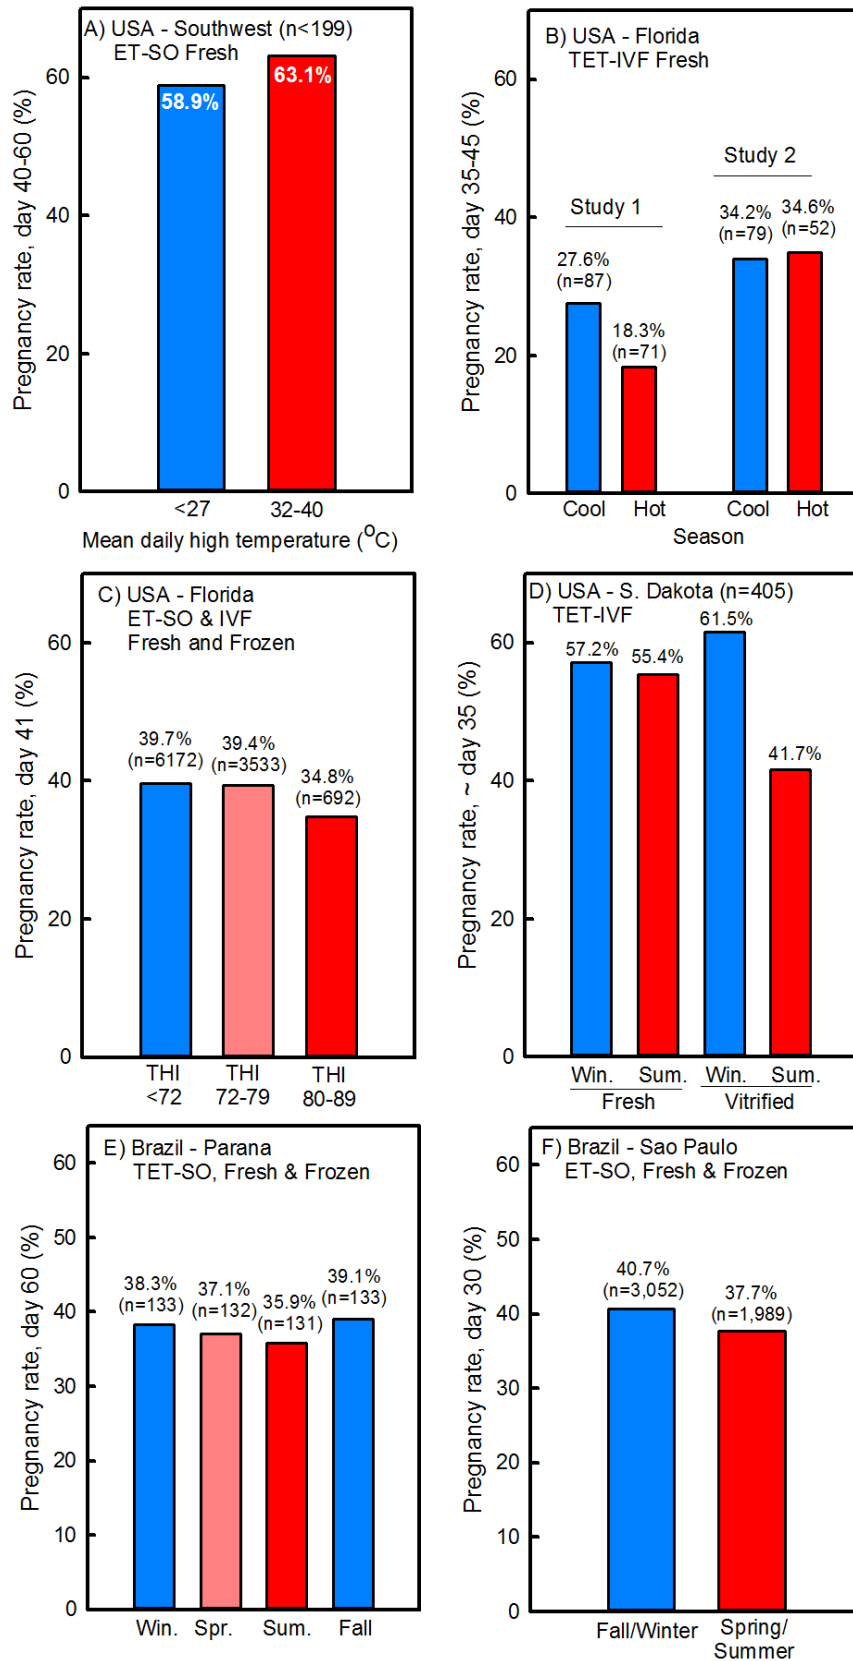 A) USA - Southwest (n<199)
ET-SO Fresh
Pregnancy rate, day 40-60 (%)
60
40
20
0
58.9%
63.1%
<27
32-40
Mean daily high temperature (°C)
B) USA - Florida
TET-IVF Fresh
Pregnancy rate, day 35-45 (%)
60
40
20
0
Study 1
Study 2
27.6%
(n=87)
18.3%
(n=71)
34.2%
(n=79)
34.6%
(n=52)
Cool
Hot
Cool
Hot
Season
C) USA - Florida
ET-SO & IVF
Fresh and Frozen
Pregnancy rate, day 41 (%)
60
40
20
0
39.7%
(n=6172)
39.4%
(n=3533)
34.8%
(n=692)
THI
<72
THI
72-79
THI
80-89
D) USA - S. Dakota (n=405)
TET-IVF
Pregnancy rate, ~ day 35 (%)
60
40
20
0
57.2%
55.4%
61.5%
41.7%
Win.
Sum.
Win.
Sum.
Fresh
Vitrified
E) Brazil - Parana
TET-SO, Fresh & Frozen
Pregnancy rate, day 60 (%)
60
50
40
30
20
10
0
38.3%
(n=133)
37.1%
(n=132)
35.9%
(n=131)
39.1%
(n=133)
Win.
Spr.
Sum.
Fall
F) Brazil - Sao Paulo
ET-SO, Fresh & Frozen
Pregnancy rate, day 30 (%)
60
50
40
30
20
10
0
40.7%
(n=3,052)
37.7%
(n=1,989)
Fall/Winter
Spring/
Summer